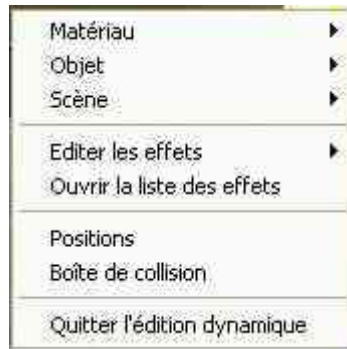 Matériau
Objet
Scène
Editer les effets
Ouvrir la liste des effets
Positions
Boîte de collision
Quitter l'édition dynamique